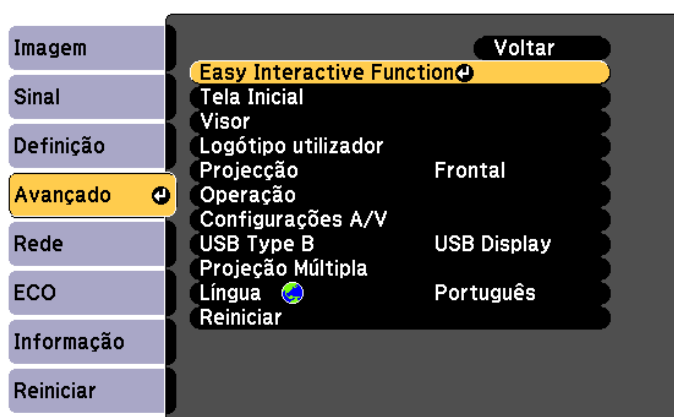 Imagem
Sinal
Definição
Avançado
Rede
ECO
Informação
Reiniciar
Voltar
Easy Interactive Function
Tela Inicial
Visor
Logótipo utilizador
Projecção Frontal
Operação
Configurações A/V
USB Type B USB Display
Projeção Múltipla
Língua Português
Reiniciar